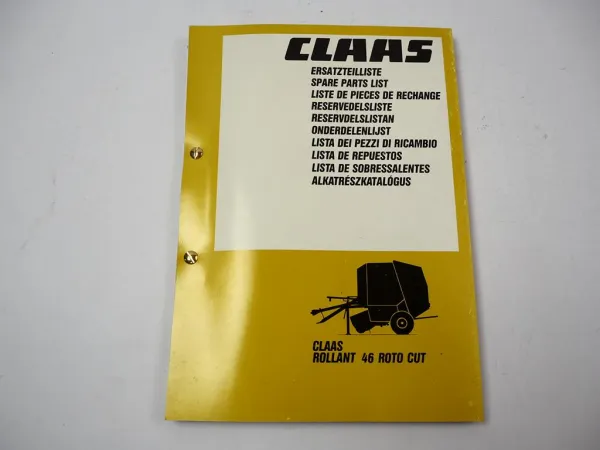 CLAAS
ERSATZTEILLISTE
SPARE PARTS LIST
LISTE DE PIECES DE RECHANGE
RESERVEDELSLISTE
RESERVDELSLISTAN
ONDERDELENLIJST
LISTA DEI PEZZI DI RICAMBIO
LISTA DE REPUESTOS
LISTA DE SOBRESSALENTES
ALKATRÉSZKATALÓGUS
CLAAS
ROLLANT 46 ROTO CUT